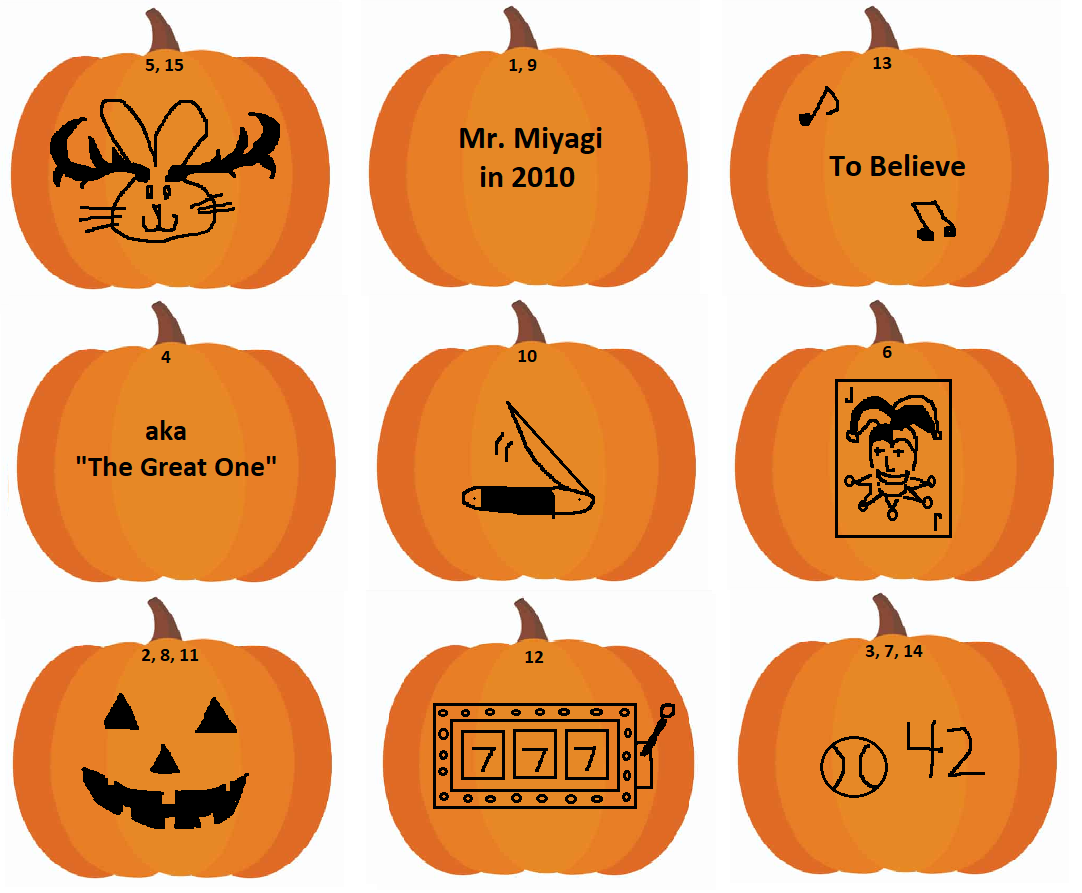 5, 15
1, 9
Mr. Miyagi
in 2010
13
To Believe
4
aka
"The Great One"
10
6
J
J
2, 8, 11
12
7 7 7
3, 7, 14
42